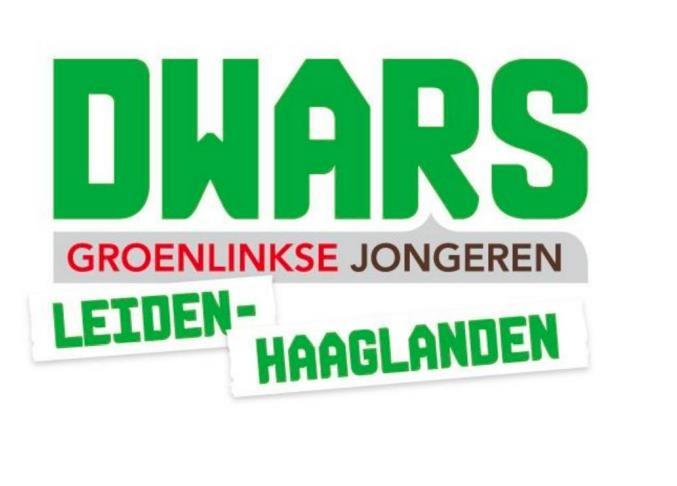 DWARS
GROENLINKSE JONGEREN
LEIDEN-
HAAGLANDEN